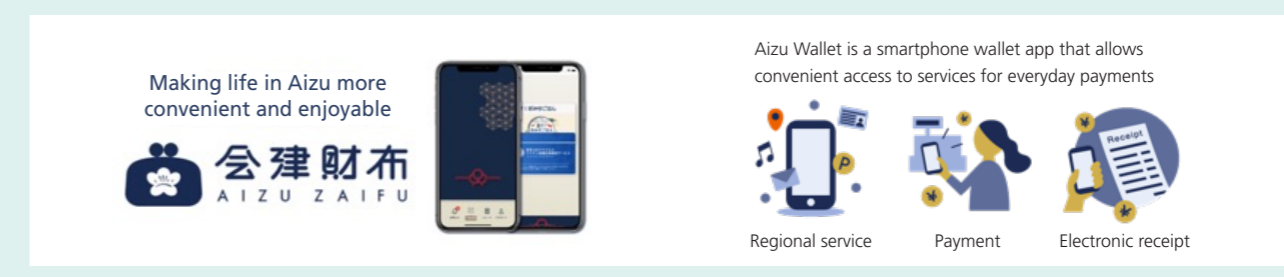 Making life in Aizu more
convenient and enjoyable
会津財布
AIZU ZAIFU
Aizu Wallet is a smartphone wallet app that allows
convenient access to services for everyday payments
P
¥
¥
¥
Receipt
¥
Regional service
Payment
Electronic receipt